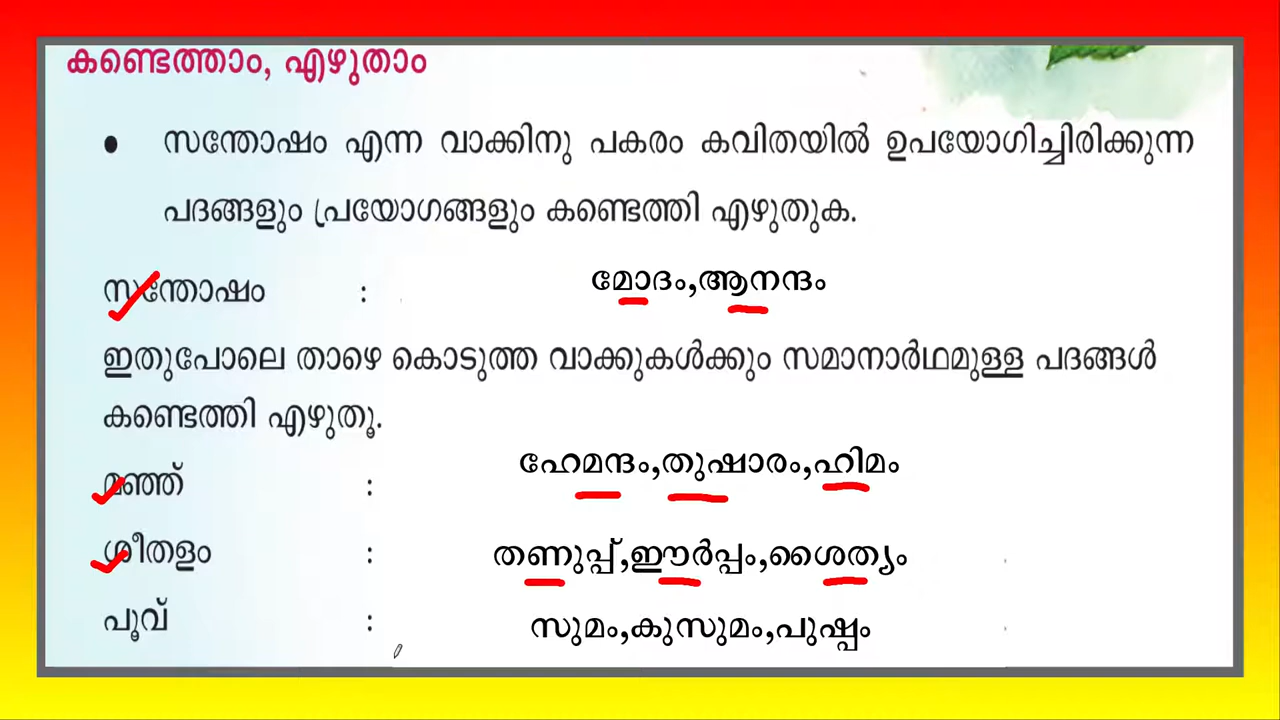 കണ്ടെത്താം, എഴുതാം
• സന്തോഷം എന്ന വാക്കിനു പകരം കവിതയിൽ ഉപയോഗിച്ചിരിക്കുന്ന
പദങ്ങളും പ്രയോഗങ്ങളും കണ്ടെത്തി എഴുതുക.
സന്തോഷം : മോദം,ആനന്ദം
ഇതുപോലെ താഴെ കൊടുത്ത വാക്കുകൾക്കും സമാനാർഥമുള്ള പദങ്ങൾ
കണ്ടെത്തി എഴുതൂ.
മഞ്ഞ് : ഹേമന്ദം,തുഷാരം,ഹിമം
ശീതളം : തണുപ്പ്,ഈർപ്പം,ശൈത്യം
പൂവ് : സുമം,കുസുമം,പുഷ്പം